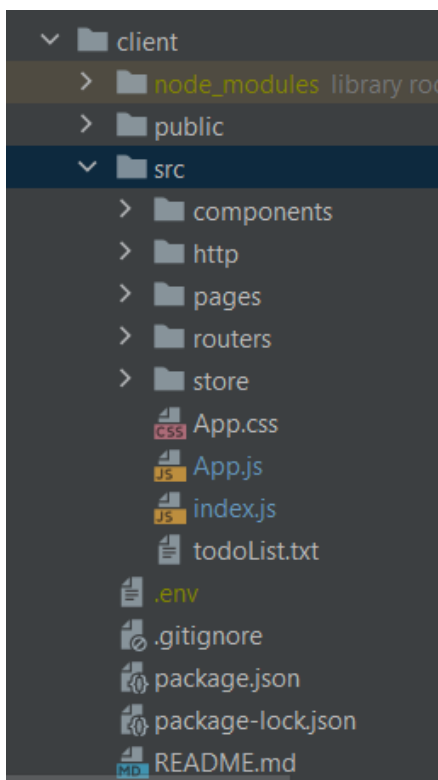 client
node_modules library roo
public
src
components
http
pages
routers
store
CSS App.css
JS App.js
JS index.js
todoList.txt
.env
.gitignore
package.json
package-lock.json
MD README.md